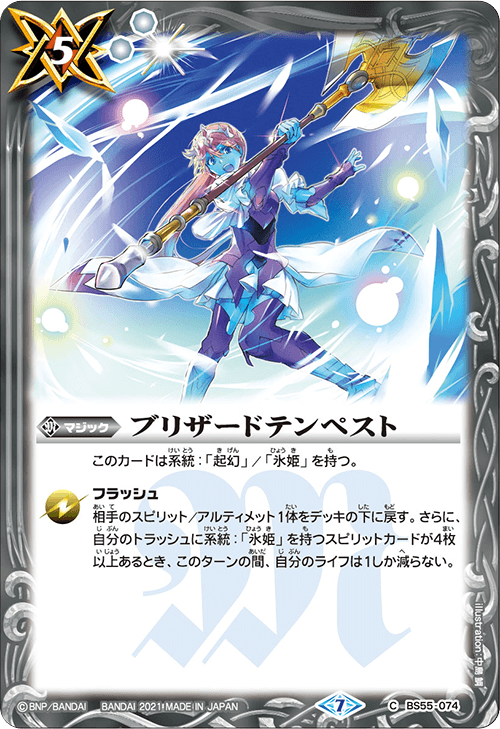 5
マジック
ブリザードテンペスト
このカードは系統：「起幻」／「氷姫」を持つ。
フラッシュ
相手のスピリット/アルティメット1体をデッキの下に戻す。さらに、
自分のトラッシュに系統：「氷姫」を持つスピリットカードが4枚
以上あるとき、このターンの間、自分のライフは1しか減らない。
illustration：中風 誠
©BNP/BANDAI BANDAI 2021 MADE IN JAPAN
7
C BS55-074